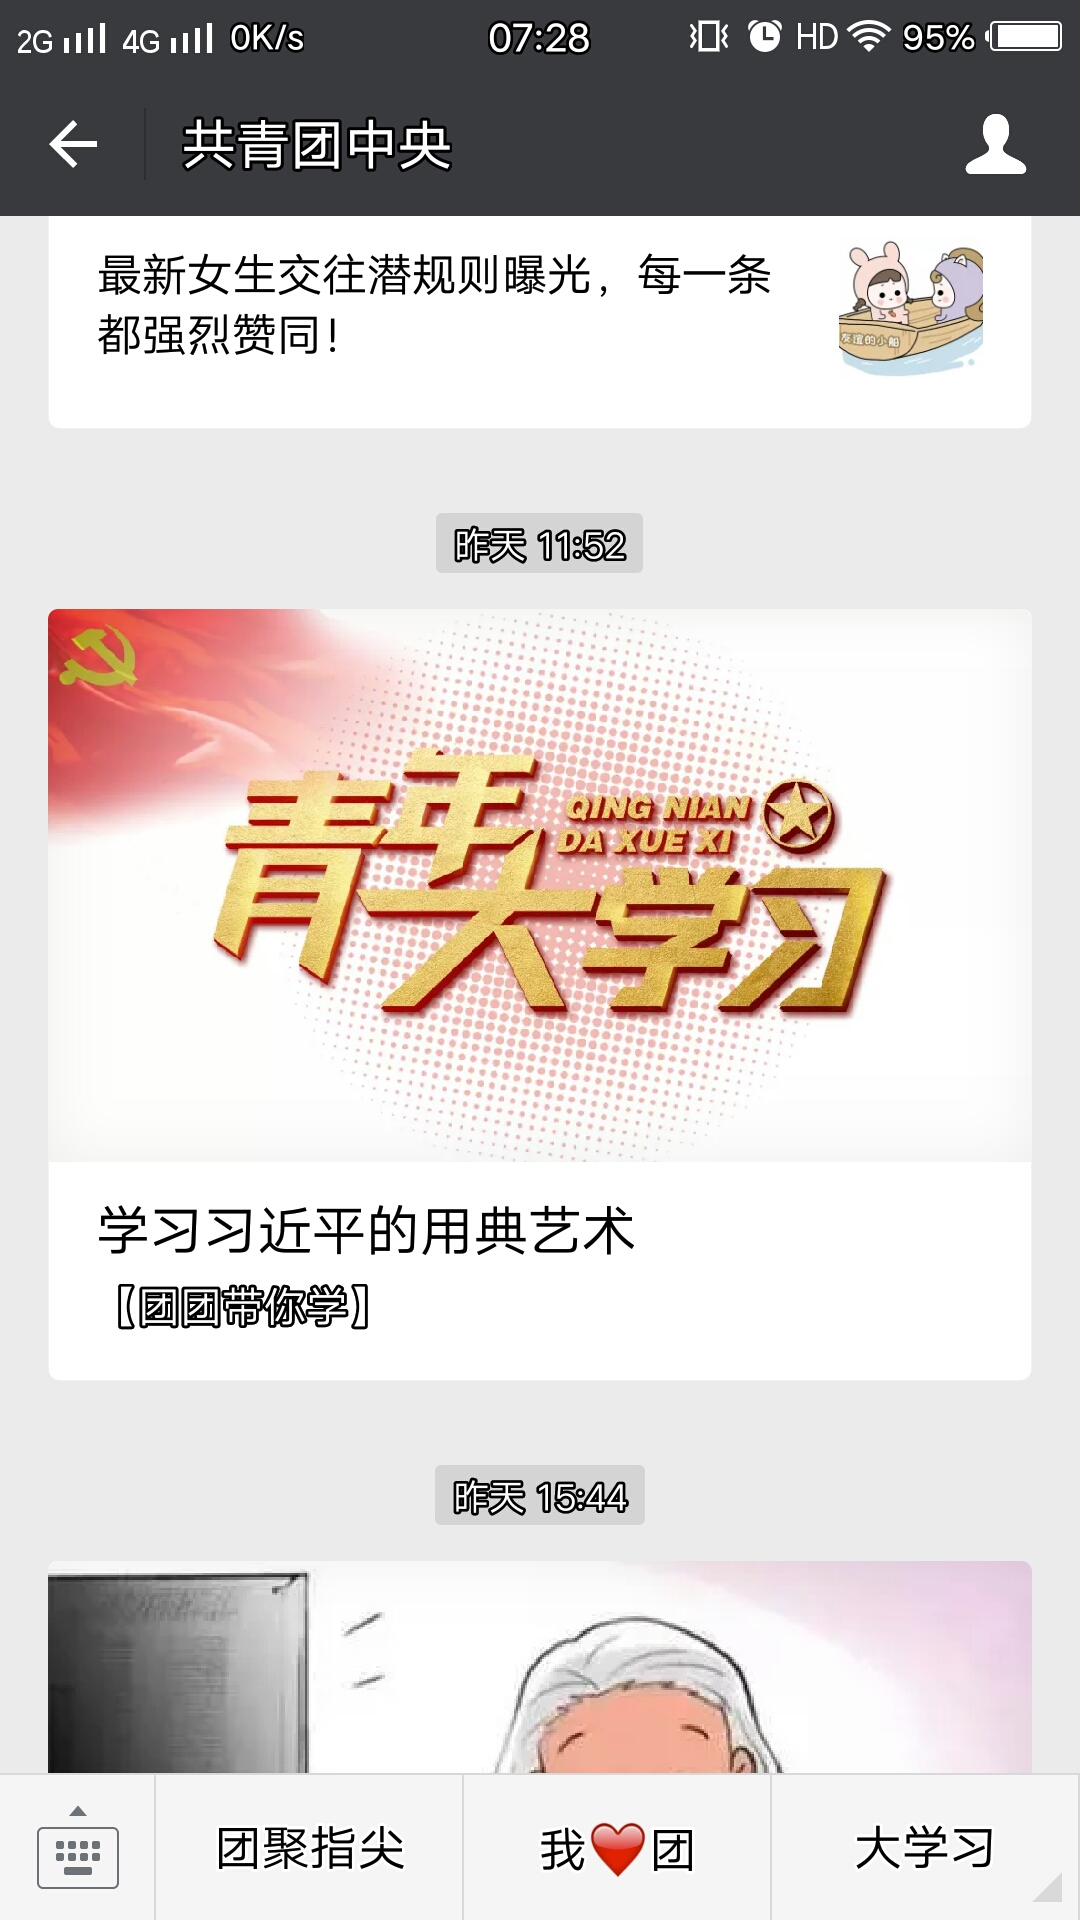 2G 4G 0K/s 07:28 HD 95%
共青团中央
最新女生交往潜规则曝光，每一条
都强烈赞同！
友谊的小船
昨天 11:52
青年大学习
QING NIAN
DA XUE XI
学习习近平的用典艺术
【团团带你学】
昨天 15:44
团聚指尖
我❤️团
大学习